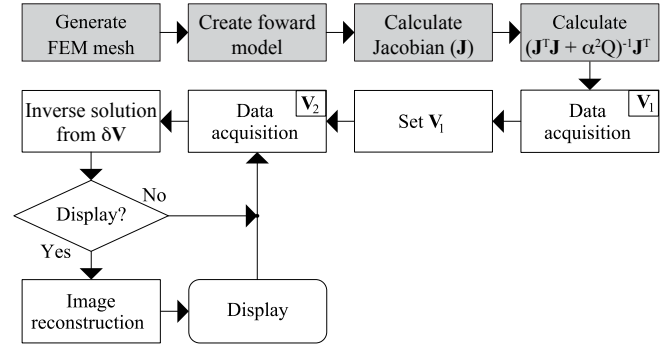 Generate
FEM mesh
Create foward
model
Calculate
Jacobian (J)
Calculate
(JᵀJ + α²Q)⁻¹Jᵀ
Inverse solution
from δV
V₂
Data
acquisition
Set V₁
V₁
Data
acquisition
Display?
No
Yes
Image
reconstruction
Display